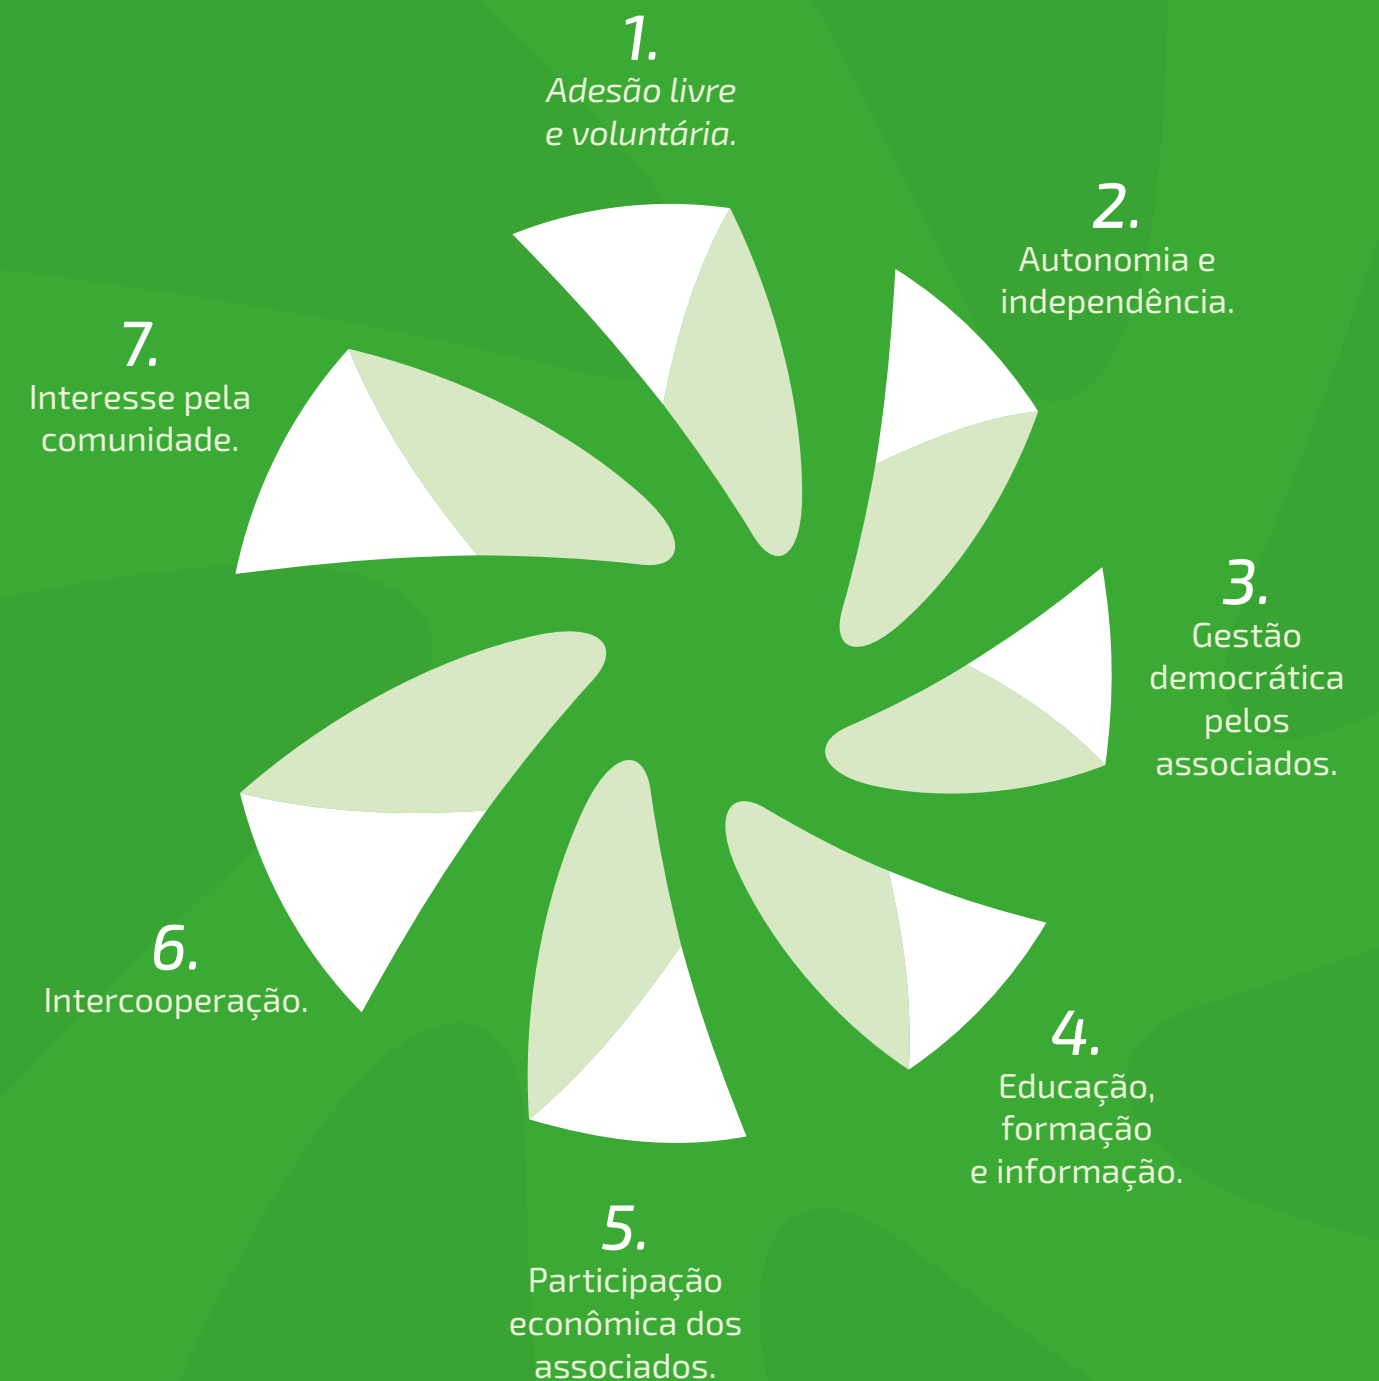 1.
Adesão livre
e voluntária.
2.
Autonomia e
independência.
3.
Gestão
democrática
pelos
associados.
4.
Educação,
formação
e informação.
5.
Participação
econômica dos
associados.
6.
Intercooperação.
7.
Interesse pela
comunidade.